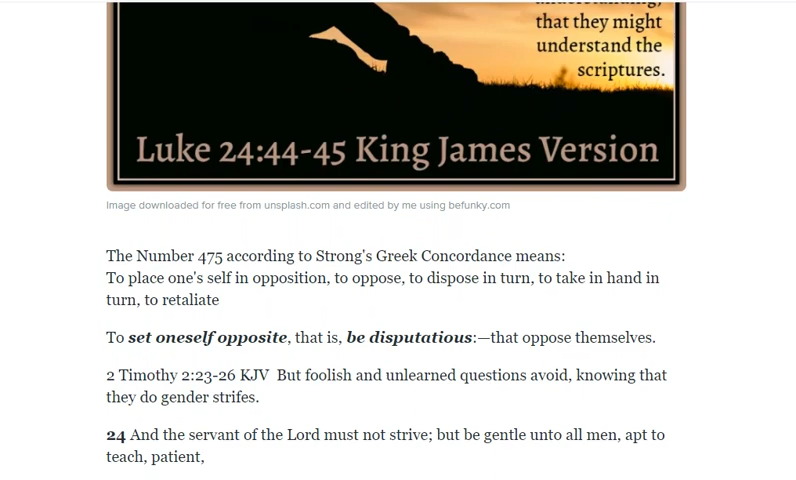 that they might
understand the
scriptures.
Luke 24:44-45 King James Version
Image downloaded for free from unsplash.com and edited by me using befunky.com
The Number 475 according to Strong's Greek Concordance means:
To place one's self in opposition, to oppose, to dispose in turn, to take in hand in
turn, to retaliate
To set oneself opposite, that is, be disputatious:—that oppose themselves.
2 Timothy 2:23-26 KJV  But foolish and unlearned questions avoid, knowing that
they do gender strifes.
24 And the servant of the Lord must not strive; but be gentle unto all men, apt to
teach, patient,